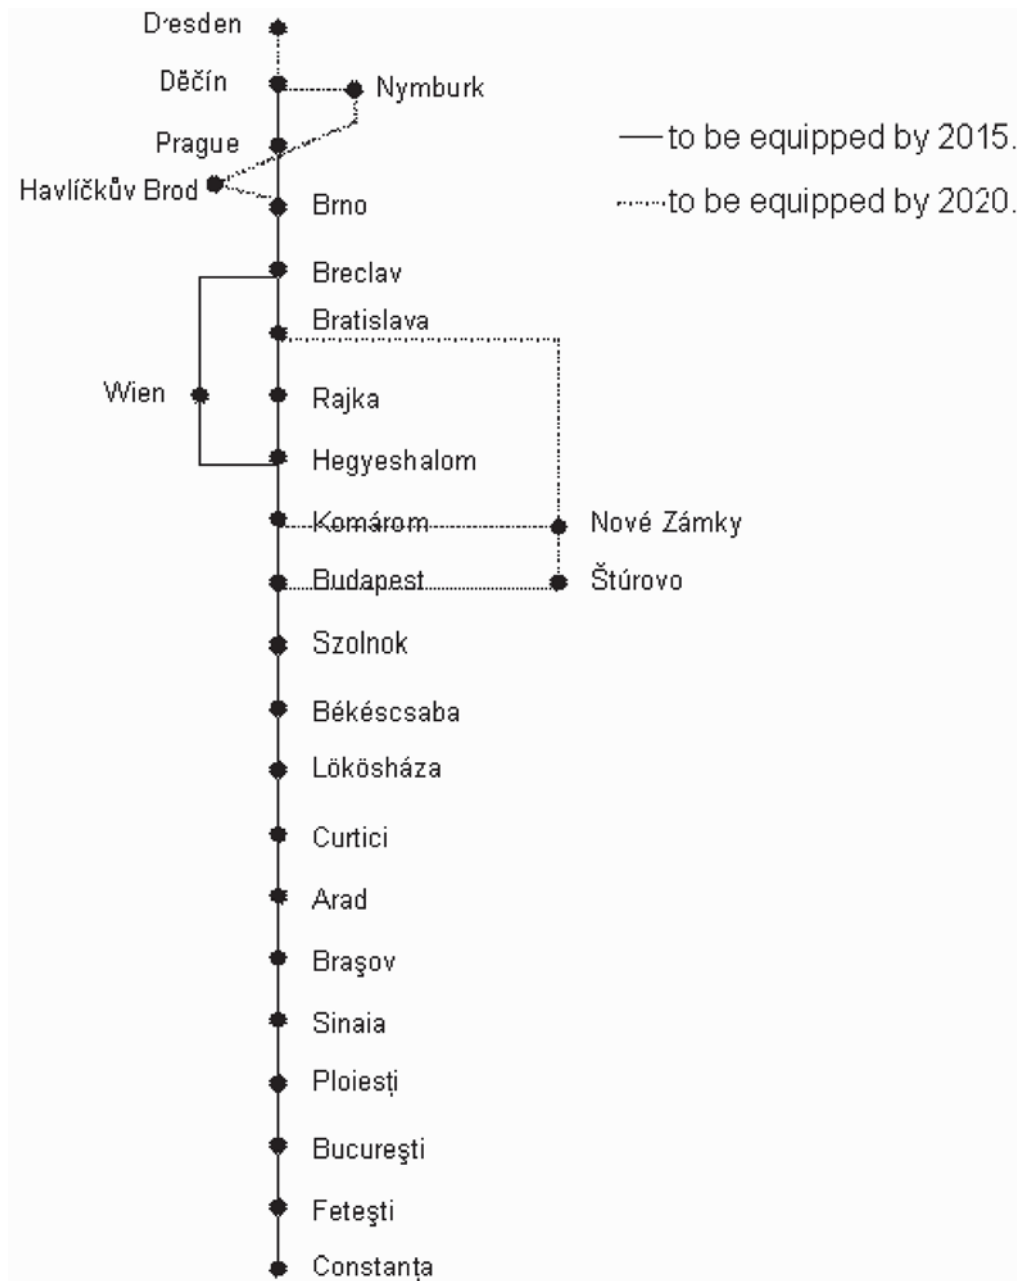 Dresden
Děčín
Nymburk
Prague
to be equipped by 2015.
Havlíčkův Brod
Brno
to be equipped by 2020.
Breclav
Bratislava
Wien
Rajka
Hegyeshalom
Komárom
Nové Zámky
Budapest
Štúrovo
Szolnok
Békéscsaba
Lökösháza
Curtici
Arad
Braşov
Sinaia
Ploieşţi
Bucureşti
Feteşti
Constanţa